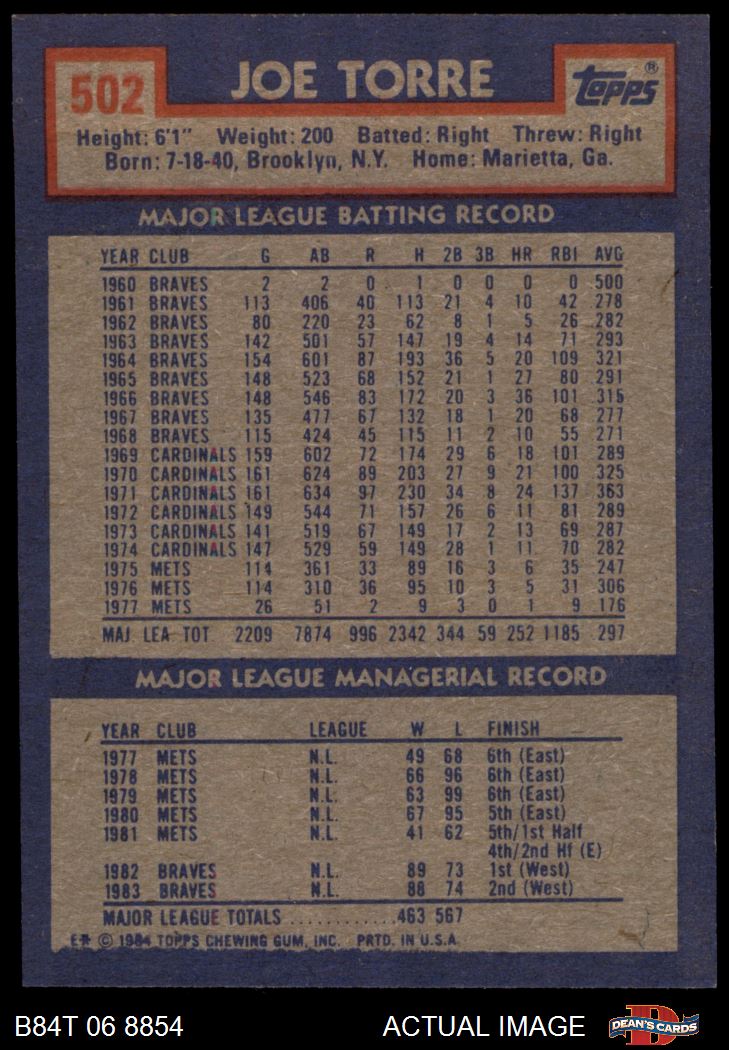 502 JOE TORRE Topps®
Height: 6'1" Weight: 200 Batted: Right Threw: Right
Born: 7-18-40, Brooklyn, N.Y. Home: Marietta, Ga.
MAJOR LEAGUE BATTING RECORD
YEAR CLUB G AB R H 2B 3B HR RBI AVG
1960 BRAVES 2 2 0 1 0 0 0 0 500
1961 BRAVES 113 406 40 113 21 4 10 42 278
1962 BRAVES 80 220 23 62 8 1 5 26 282
1963 BRAVES 142 501 57 147 19 4 14 71 293
1964 BRAVES 154 601 87 193 36 5 20 109 321
1965 BRAVES 148 523 68 152 21 1 27 80 291
1966 BRAVES 148 546 83 172 20 3 36 101 315
1967 BRAVES 135 477 67 132 18 1 20 68 277
1968 BRAVES 115 424 45 115 11 2 10 55 271
1969 CARDINALS 159 602 72 174 29 6 18 101 289
1970 CARDINALS 161 624 89 203 27 9 21 100 325
1971 CARDINALS 161 634 97 230 34 8 24 137 363
1972 CARDINALS 149 544 71 157 26 6 11 81 289
1973 CARDINALS 141 519 67 149 17 2 13 69 287
1974 CARDINALS 147 529 59 149 28 1 11 70 282
1975 METS 114 361 33 89 16 3 6 35 247
1976 METS 114 310 36 95 10 3 5 31 306
1977 METS 26 51 2 9 3 0 1 9 176
MAJ. LEA TOT. 2209 7874 996 2342 344 59 252 1185 297
MAJOR LEAGUE MANAGERIAL RECORD
YEAR CLUB LEAGUE W L FINISH
1977 METS N.L. 49 68 6th (East)
1978 METS N.L. 66 96 6th (East)
1979 METS N.L. 63 99 6th (East)
1980 METS N.L. 67 95 5th (East)
1981 METS N.L. 41 62 5th/1st Half
4th/2nd Hf (E)
1982 BRAVES N.L. 89 73 1st (West)
1983 BRAVES N.L. 88 74 2nd (West)
MAJOR LEAGUE TOTALS ............463 567
© 1984 TOPPS CHEWING GUM, INC. PRTD. IN U.S.A.
B84T 06 8854 ACTUAL IMAGE DEAN'S CARDS